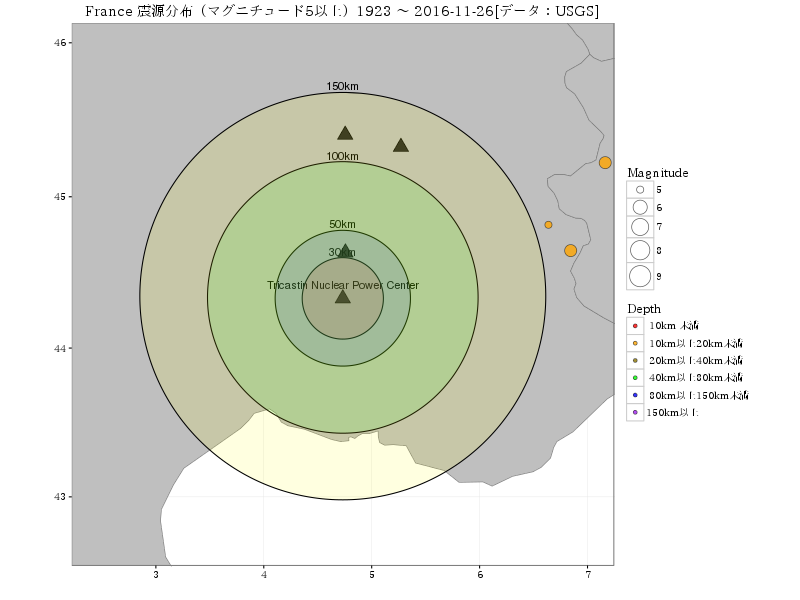 France 震源分布（マグニチュード5以上）1923 ～ 2016-11-26[データ：USGS]
46
45
44
43
3
4
5
6
7
150km
100km
50km
30km
Tricastin Nuclear Power Center
Magnitude
5
6
7
8
9
Depth
10km 未満
10km以上20km未満
20km以上40km未満
40km以上80km未満
80km以上150km未満
150km以上